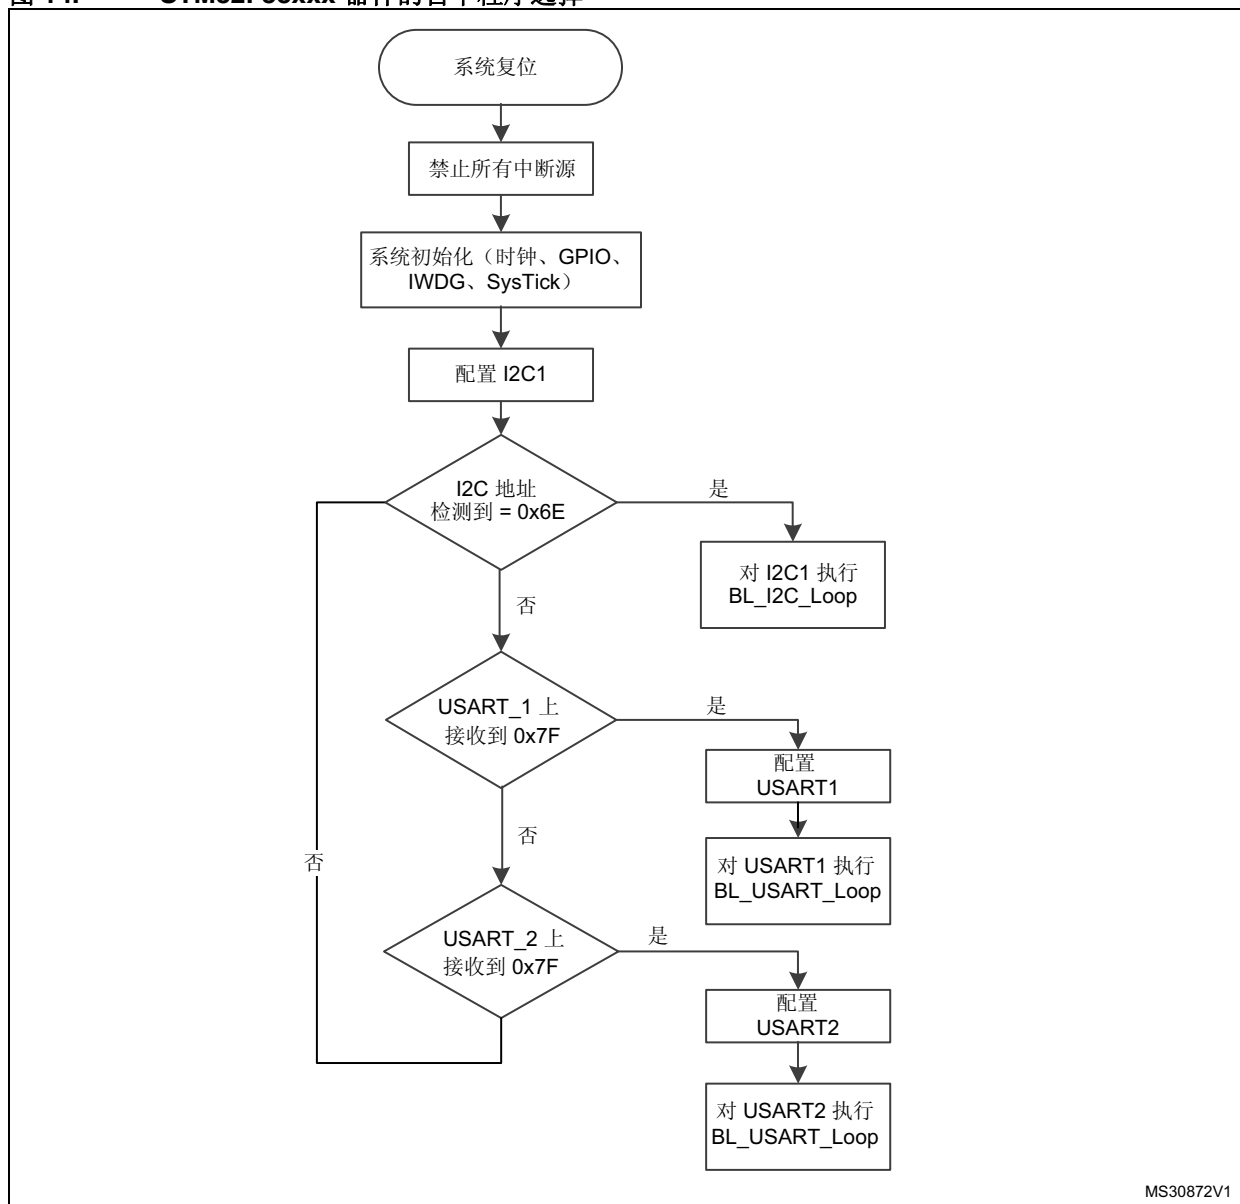 系统复位
禁止所有中断源
系统初始化（时钟、GPIO、
IWDG、SysTick）
配置 I2C1
I2C 地址
检测到 = 0x6E
是
对 I2C1 执行
BL_I2C_Loop
否
USART_1 上
接收到 0x7F
是
配置
USART1
否
对 USART1 执行
BL_USART_Loop
否
USART_2 上
接收到 0x7F
是
配置
USART2
对 USART2 执行
BL_USART_Loop
MS30872V1